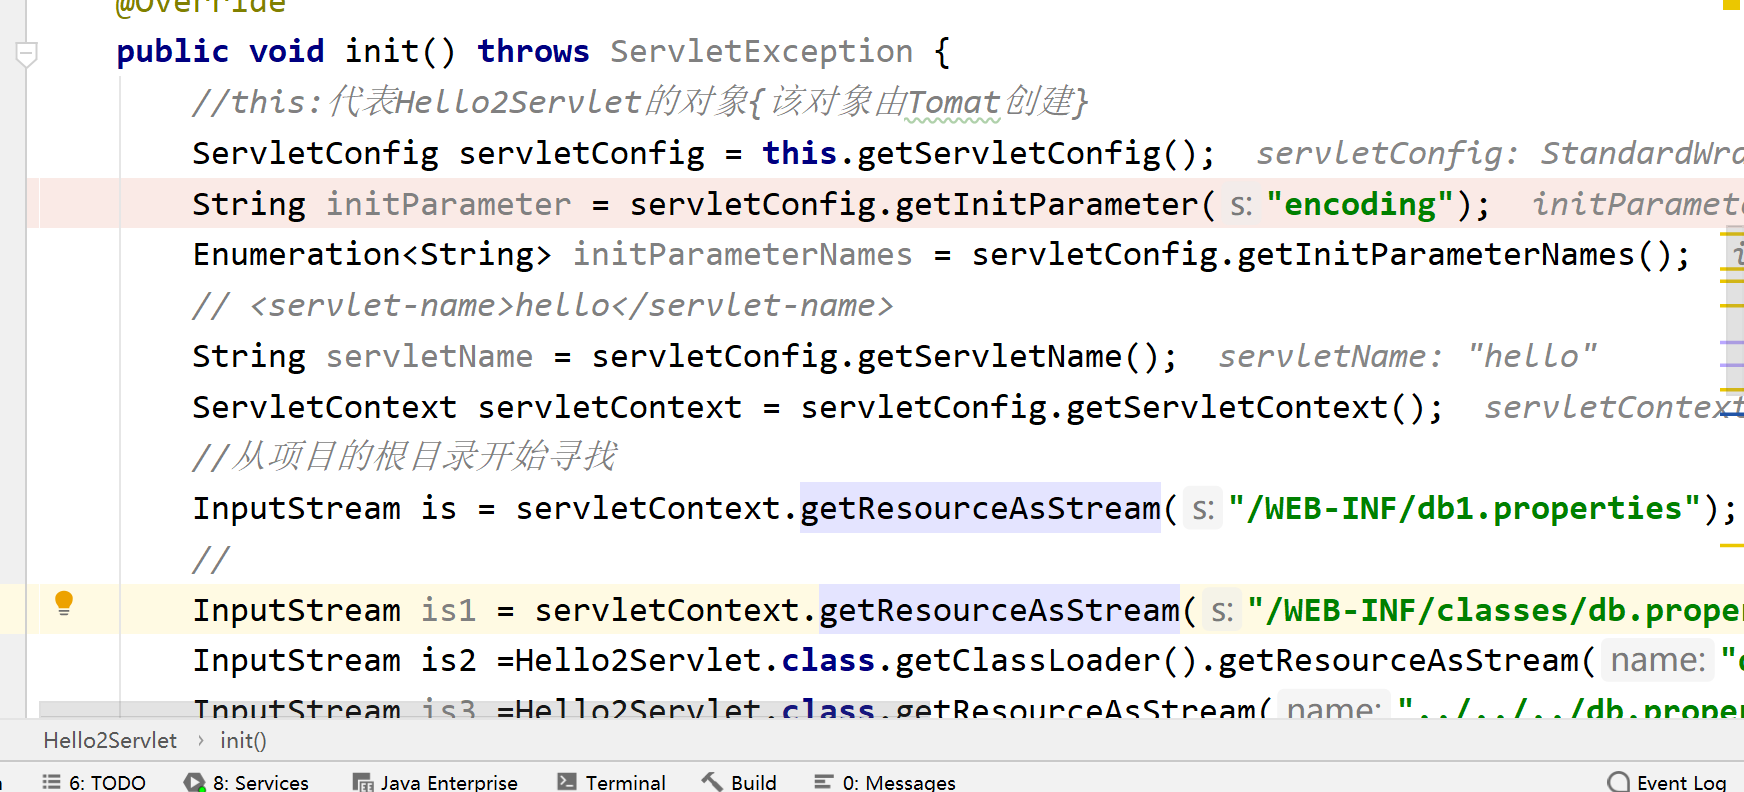 @Override
public void init() throws ServletException {
//this:代表Hello2Servlet的对象{该对象由Tomat创建}
ServletConfig servletConfig = this.getServletConfig();  servletConfig: StandardWra
String initParameter = servletConfig.getInitParameter( s: "encoding");  initParamete
Enumeration<String> initParameterNames = servletConfig.getInitParameterNames();  i
// <servlet-name>hello</servlet-name>
String servletName = servletConfig.getServletName();  servletName: "hello"
ServletContext servletContext = servletConfig.getServletContext();  servletContext
//从项目的根目录开始寻找
InputStream is = servletContext.getResourceAsStream( s: "/WEB-INF/db1.properties");
//
InputStream is1 = servletContext.getResourceAsStream( s: "/WEB-INF/classes/db.proper
InputStream is2 =Hello2Servlet.class.getClassLoader().getResourceAsStream( name: "
InputStream is3 =Hello2Servlet.class.getResourceAsStream( name: "../../../db.proper
Hello2Servlet › init()
6: TODO 8: Services Java Enterprise Terminal Build 0: Messages Event Log